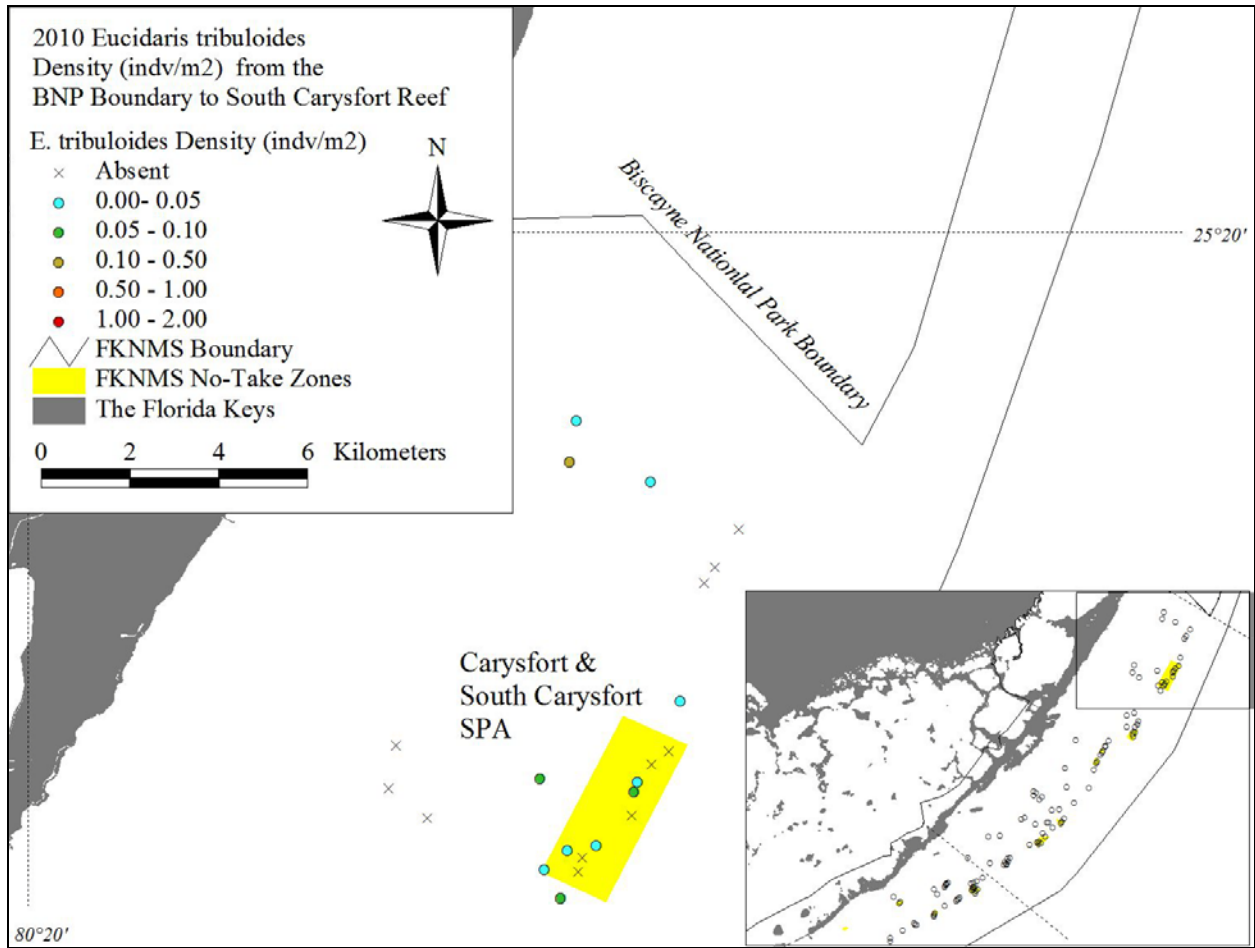 2010 Eucidaris tribuloides
Density (indv/m2) from the
BNP Boundary to South Carysfort Reef
E. tribuloides Density (indv/m2)
Absent
0.00- 0.05
0.05 - 0.10
0.10 - 0.50
0.50 - 1.00
1.00 - 2.00
FKNMS Boundary
FKNMS No-Take Zones
The Florida Keys
0 2 4 6 Kilometers
N
Biscayne Nationlal Park Boundary
25°20'
Carysfort &
South Carysfort
SPA
80°20'